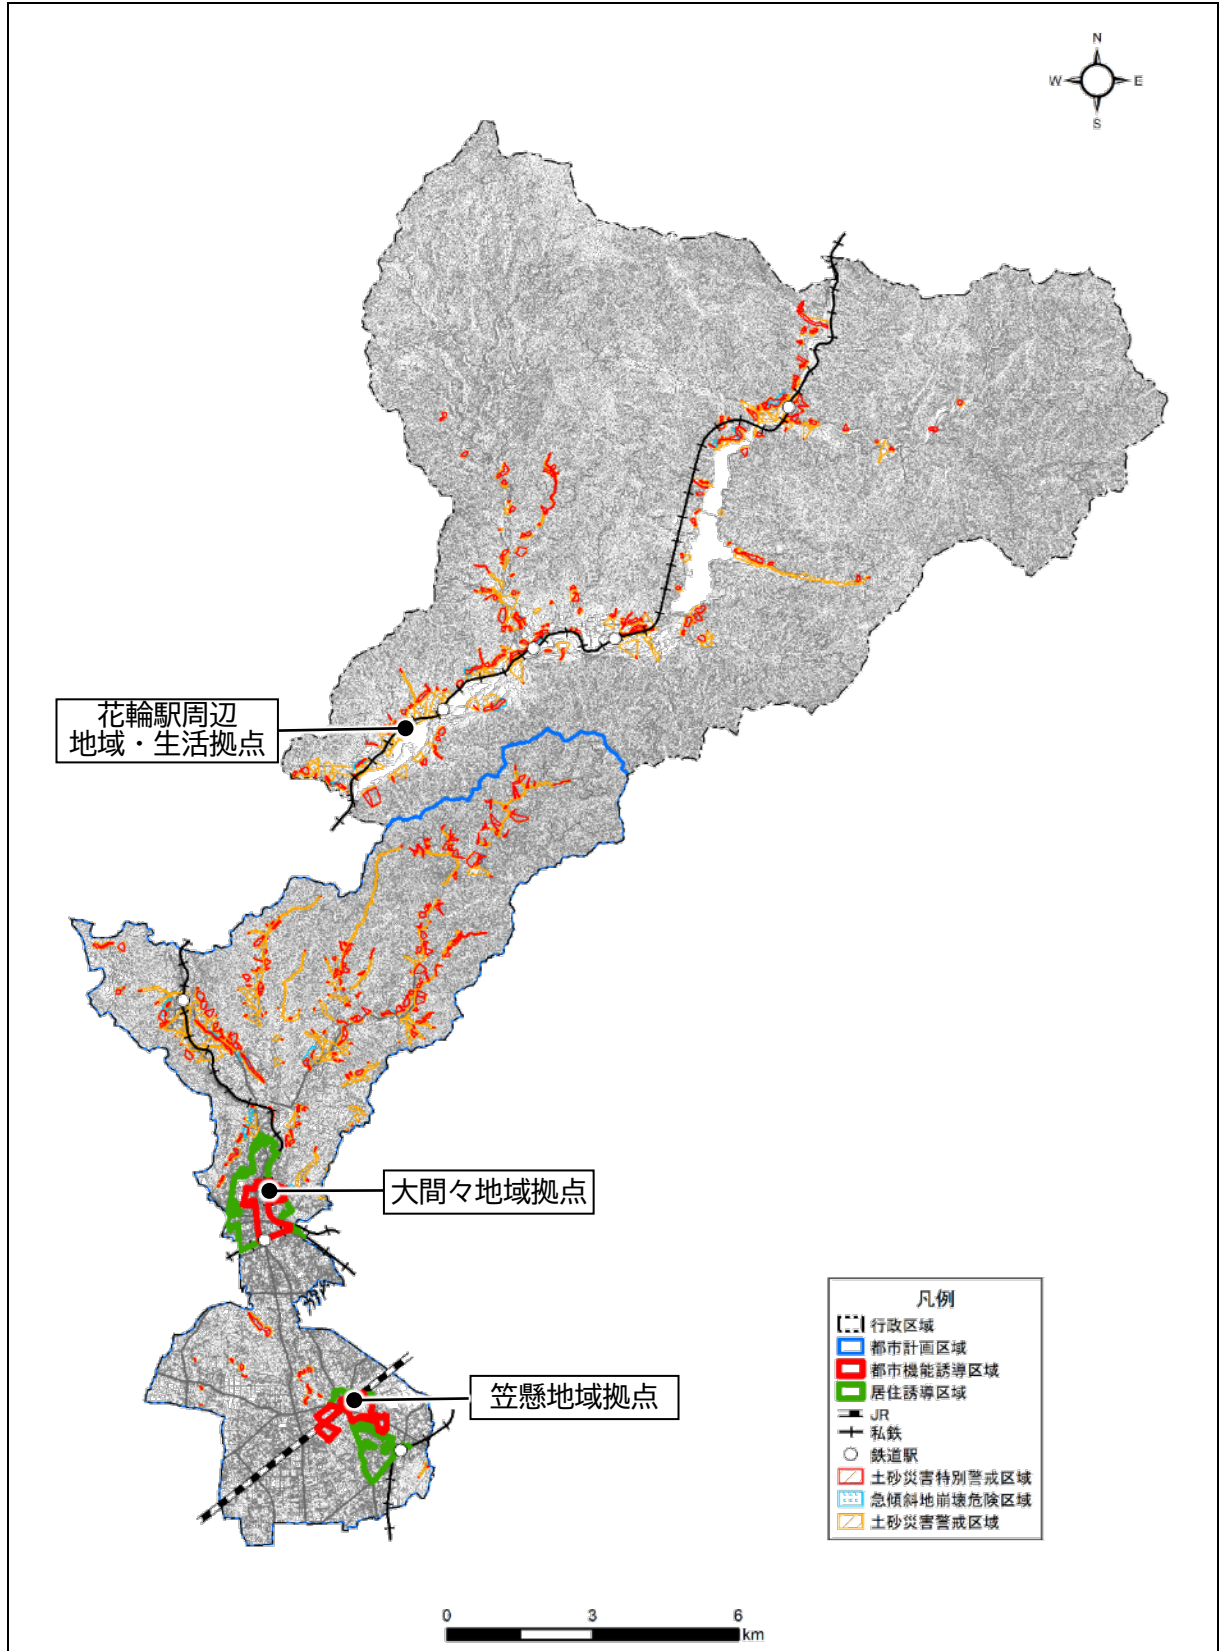 N
W
E
S
花輪駅周辺
地域・生活拠点
大間々地域拠点
笠懸地域拠点
凡例
行政区域
都市計画区域
都市機能誘導区域
居住誘導区域
JR
私鉄
鉄道駅
土砂災害特別警戒区域
急傾斜地崩壊危険区域
土砂災害警戒区域
0 3 6
km